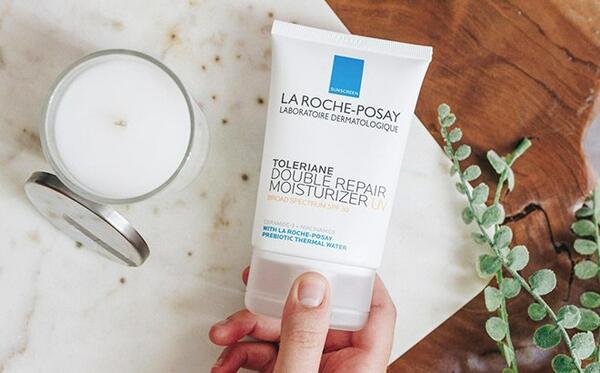 SUNSCREEN
LA ROCHE-POSAY
LABORATOIRE DERMATOLOGIQUE
TOLERIANE
DOUBLE REPAIR
MOISTURIZER UV
BROAD SPECTRUM SPF 30
CERAMIDE-3 + NIACINAMIDE
WITH LA ROCHE-POSAY
PREBIOTIC THERMAL WATER